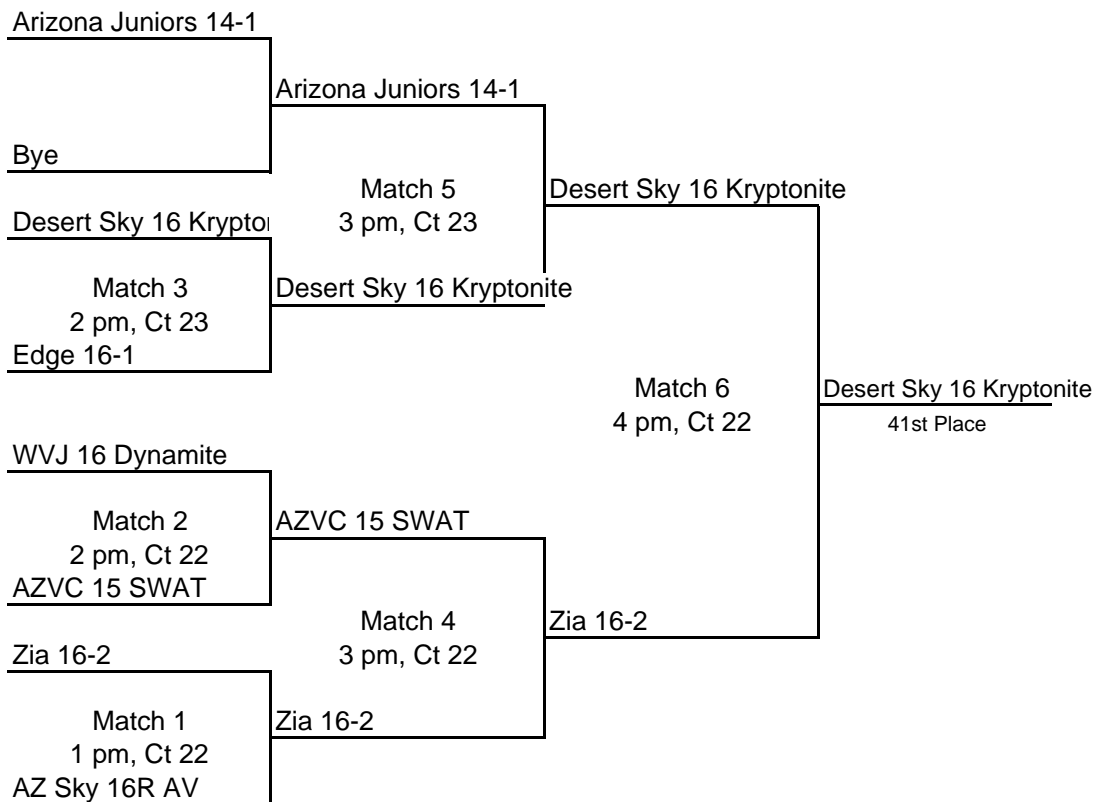 Arizona Juniors 14-1
Arizona Juniors 14-1
Bye
Match 5
3 pm, Ct 23
Desert Sky 16 Kryptonite
Desert Sky 16 Krypto
Match 3
2 pm, Ct 23
Desert Sky 16 Kryptonite
Edge 16-1
Match 6
4 pm, Ct 22
Desert Sky 16 Kryptonite
41st Place
WVJ 16 Dynamite
Match 2
2 pm, Ct 22
AZVC 15 SWAT
AZVC 15 SWAT
Match 4
3 pm, Ct 22
Zia 16-2
Zia 16-2
Match 1
1 pm, Ct 22
Zia 16-2
AZ Sky 16R AV